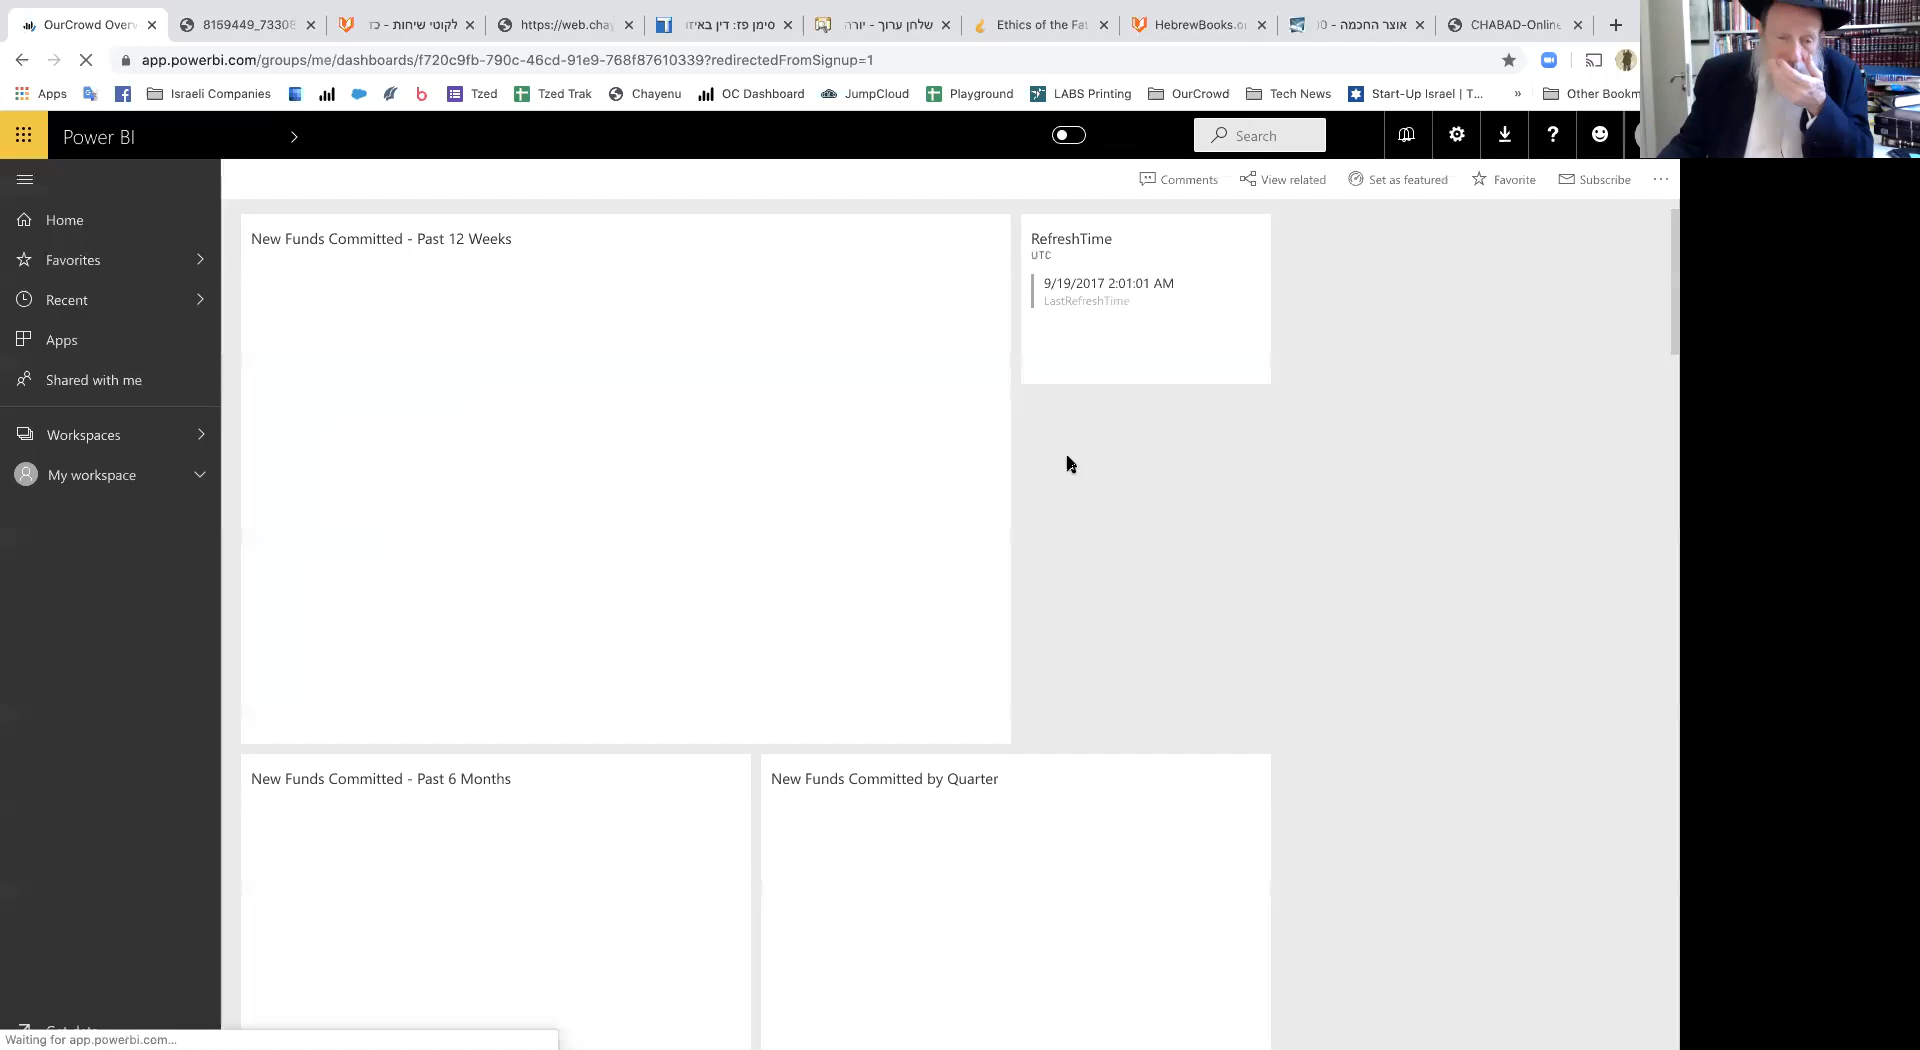 OurCrowd Overv
8159449_73308
לקוטי שיחות - כז
https://web.chay
סימן פז: דין באיזו
שלחן ערוך - יורה
Ethics of the Fat
HebrewBooks.o
אוצר החכמה -
CHABAD-Online
app.powerbi.com/groups/me/dashboards/f720c9fb-790c-46cd-91e9-768f87610339?redirectedFromSignup=1
Apps
Israeli Companies
Tzed
Tzed Trak
Chayenu
OC Dashboard
JumpCloud
Playground
LABS Printing
OurCrowd
Tech News
Start-Up Israel | T...
»
Other Bookm
Power BI
Search
Comments
View related
Set as featured
Favorite
Subscribe
Home
Favorites
Recent
Apps
Shared with me
Workspaces
My workspace
New Funds Committed - Past 12 Weeks
RefreshTime
UTC
9/19/2017 2:01:01 AM
LastRefreshTime
New Funds Committed - Past 6 Months
New Funds Committed by Quarter
Waiting for app.powerbi.com...